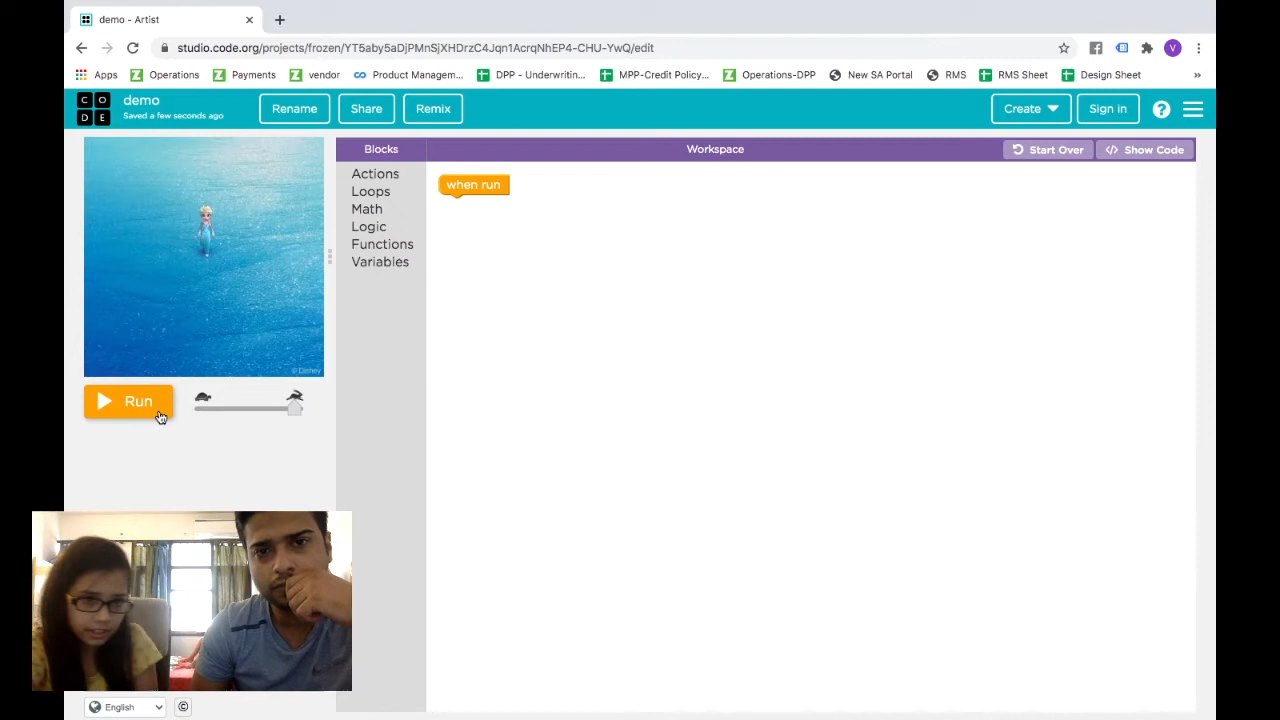 demo - Artist
studio.code.org/projects/frozen/YT5aby5aDjPMnSjXHDrzC4Jqn1AcrqNhEP4-CHU-YwQ/edit
V
Apps Operations Payments vendor Product Managem... DPP - Underwritin... MPP-Credit Policy... Operations-DPP New SA Portal RMS RMS Sheet Design Sheet »
C O
D E
demo
Saved a few seconds ago
Rename Share Remix Create Sign in ?
Blocks Workspace Start Over </> Show Code
Actions
Loops
Math
Logic
Functions
Variables
when run
© Disney
Run
English ©